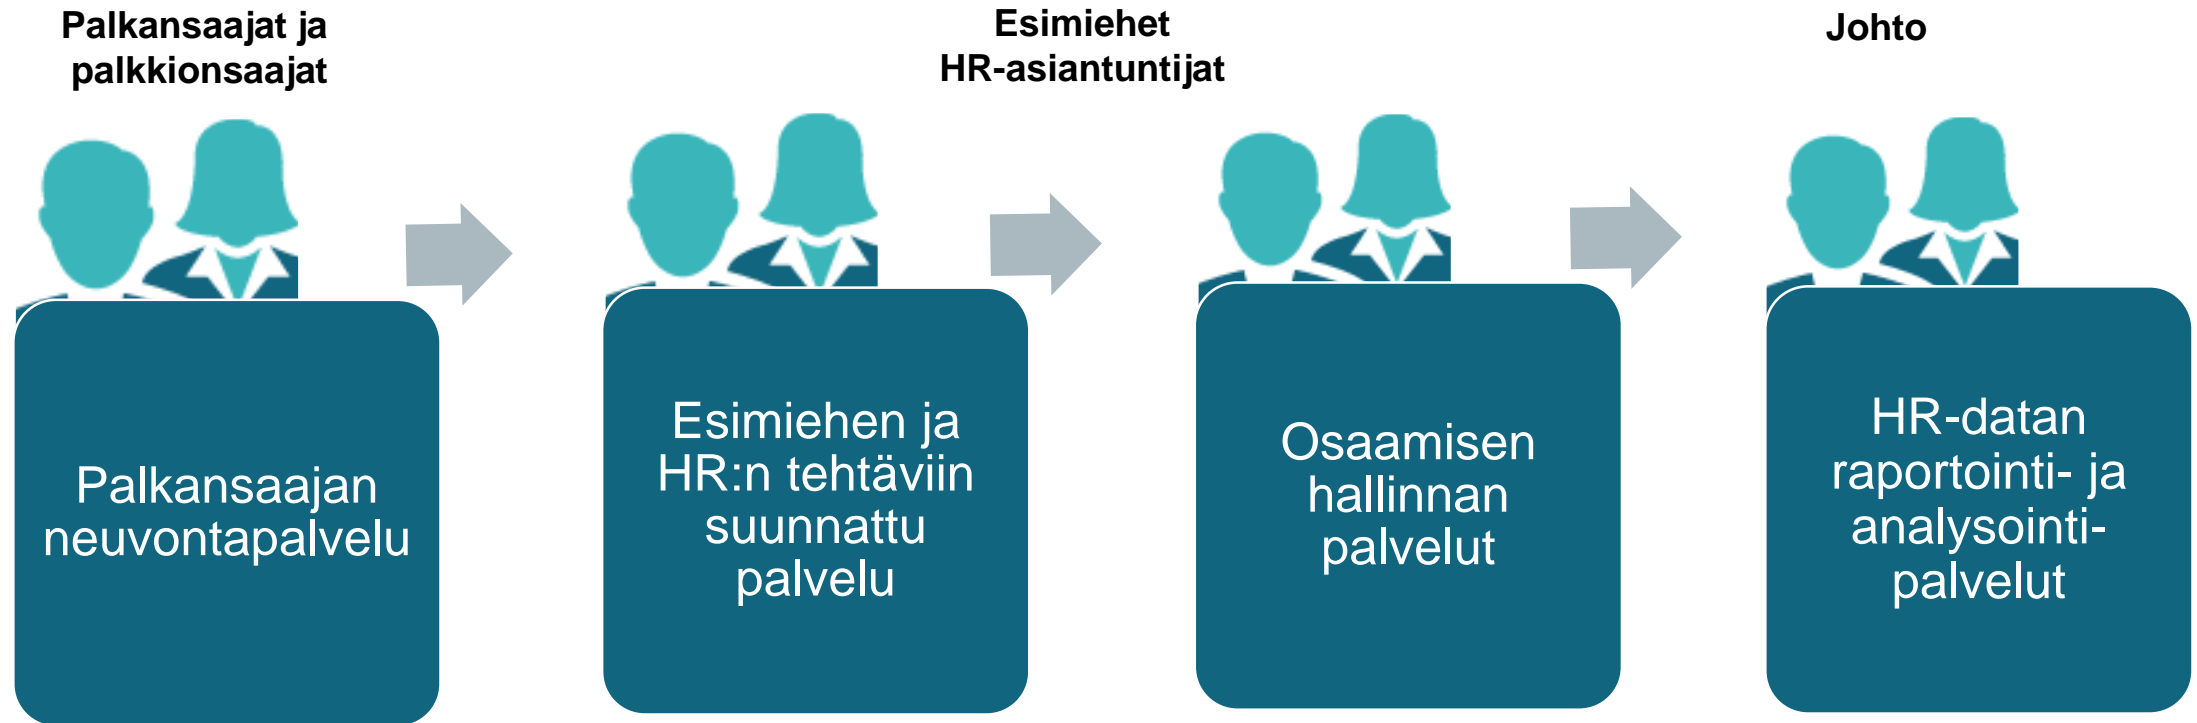 Palkansaajat ja
palkkionsaajat
Esimiehet
HR-asiantuntijat
Johto
Palkansaajan
neuvontapalvelu
Esimiehen ja
HR:n tehtäviin
suunnattu
palvelu
Osaamisen
hallinnan
palvelut
HR-datan
raportointi- ja
analysointi-
palvelut